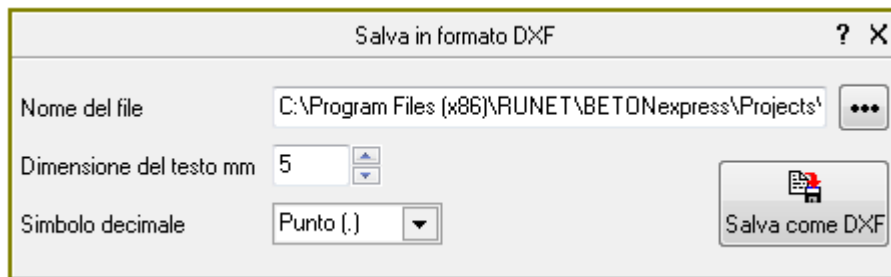 Salva in formato DXF ? X
Nome del file C:\Program Files (x86)\RUNET\BETONexpress\Projects\ •••
Dimensione del testo mm 5
Simbolo decimale Punto (.)
Salva come DXF